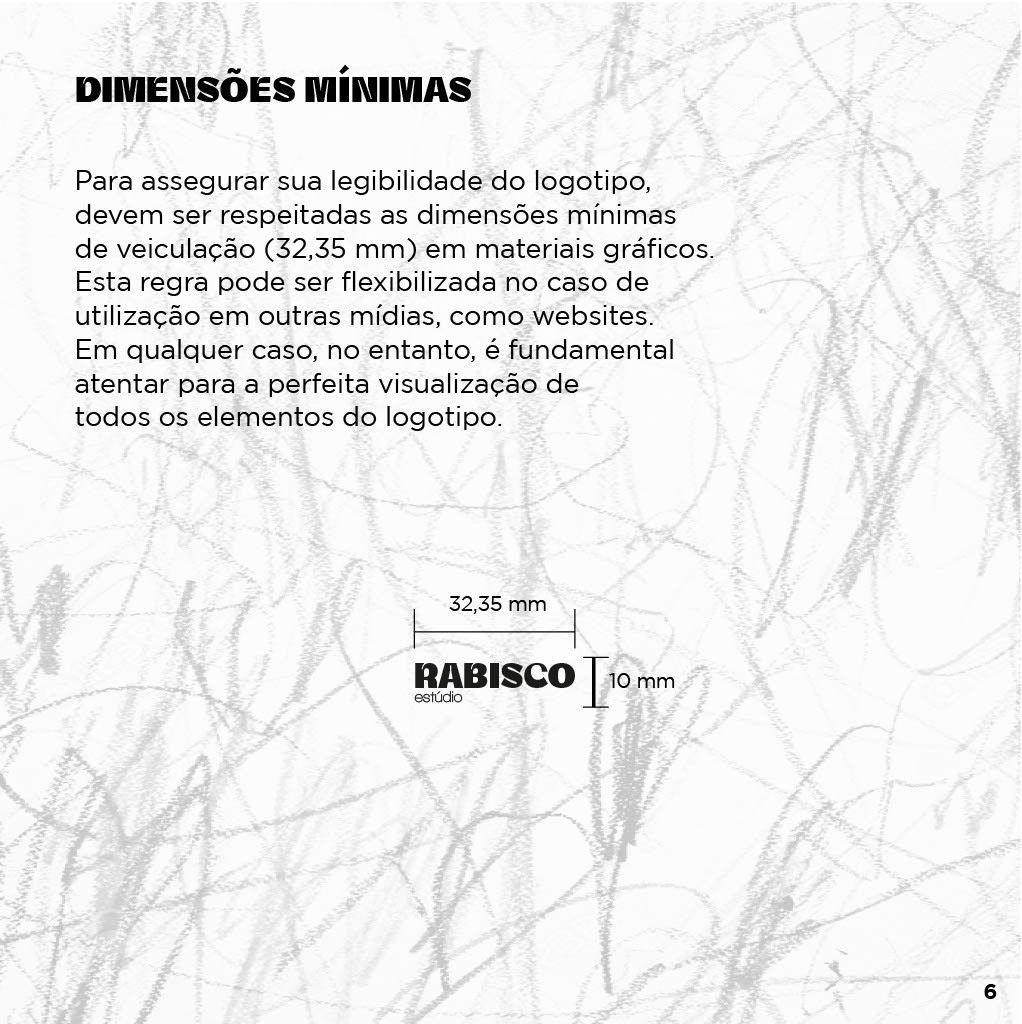 DIMENSÕES MÍNIMAS
Para assegurar sua legibilidade do logotipo,
devem ser respeitadas as dimensões mínimas
de veiculação (32,35 mm) em materiais gráficos.
Esta regra pode ser flexibilizada no caso de
utilização em outras mídias, como websites.
Em qualquer caso, no entanto, é fundamental
atentar para a perfeita visualização de
todos os elementos do logotipo.
32,35 mm
RABISCO
estúdio
10 mm
6